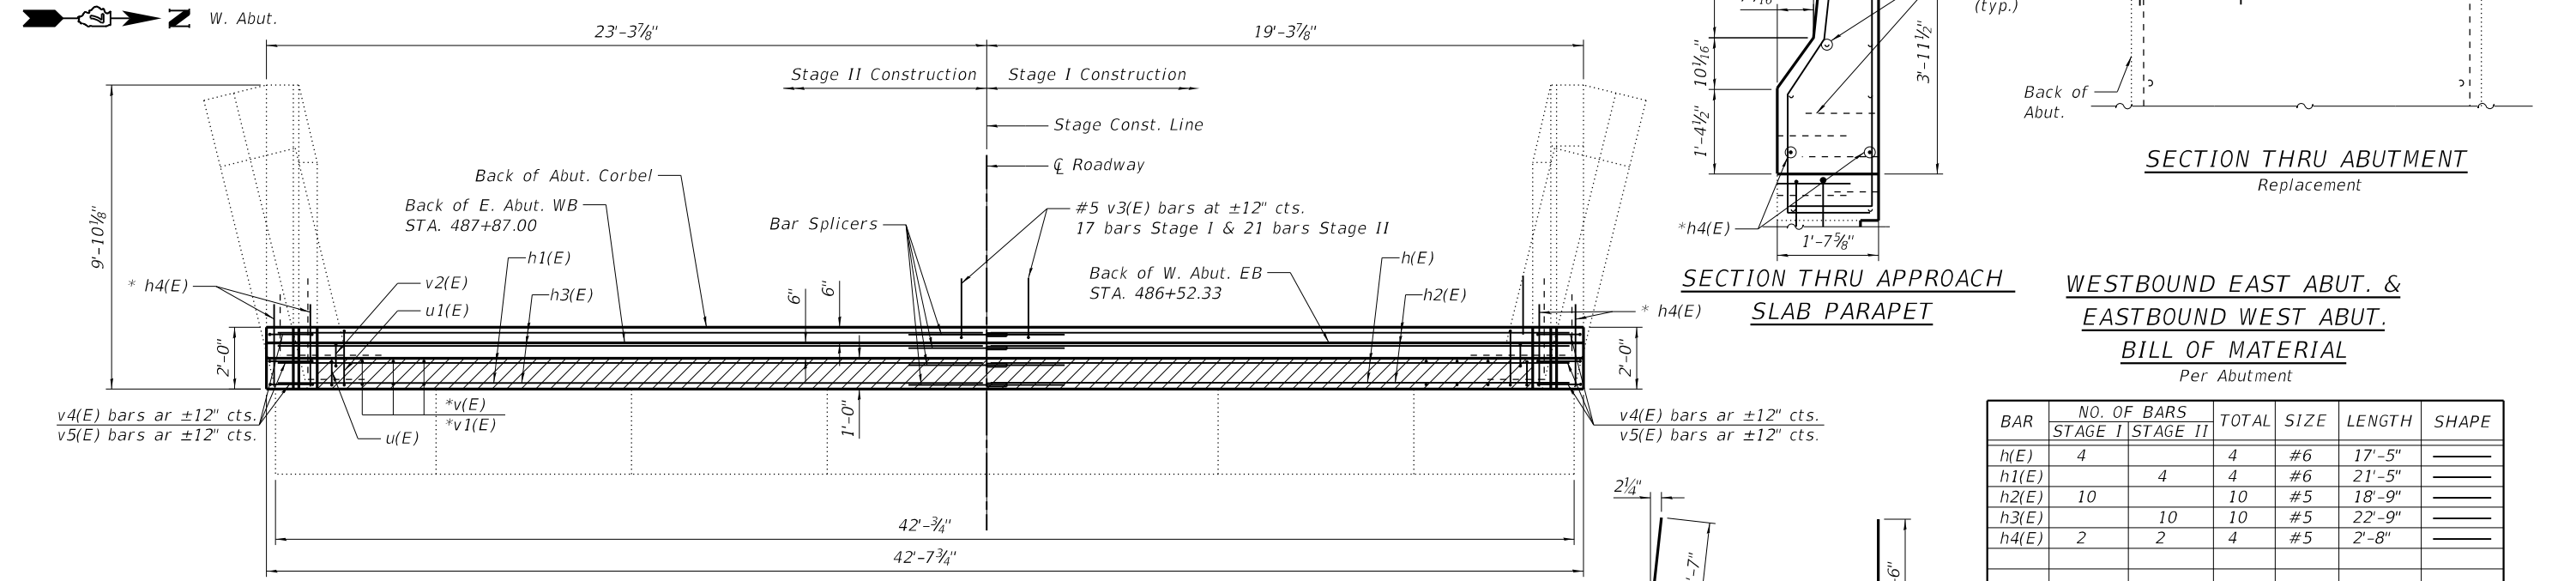 W. Abut.
23'-3⅞"
19'-3⅞"
Stage II Construction
Stage I Construction
Stage Const. Line
℄ Roadway
Back of Abut. Corbel
Back of E. Abut. WB
STA. 487+87.00
Bar Splicers
#5 v3(E) bars at ±12" cts.
17 bars Stage I & 21 bars Stage II
9'-10⅛"
* h4(E)
v2(E)
u1(E)
h1(E)
h3(E)
6"
6"
Back of W. Abut. EB
STA. 486+52.33
h(E)
h2(E)
* h4(E)
2'-0"
2'-0"
v4(E) bars ar ±12" cts.
v5(E) bars ar ±12" cts.
*v(E)
*v1(E)
u(E)
1'-0"
v4(E) bars ar ±12" cts.
v5(E) bars ar ±12" cts.
42'-¾"
42'-7¾"
(typ.)
10 1/16"
1'-4½"
3'-11½"
*h4(E)
1'-7⅝"
SECTION THRU APPROACH
SLAB PARAPET
Back of
Abut.
SECTION THRU ABUTMENT
Replacement
2¼"
WESTBOUND EAST ABUT. &
EASTBOUND WEST ABUT.
BILL OF MATERIAL
Per Abutment
BAR NO. OF BARS TOTAL SIZE LENGTH SHAPE
STAGE I STAGE II
h(E) 4 4 #6 17'-5"
h1(E) 4 4 #6 21'-5"
h2(E) 10 10 #5 18'-9"
h3(E) 10 10 #5 22'-9"
h4(E) 2 2 4 #5 2'-8"